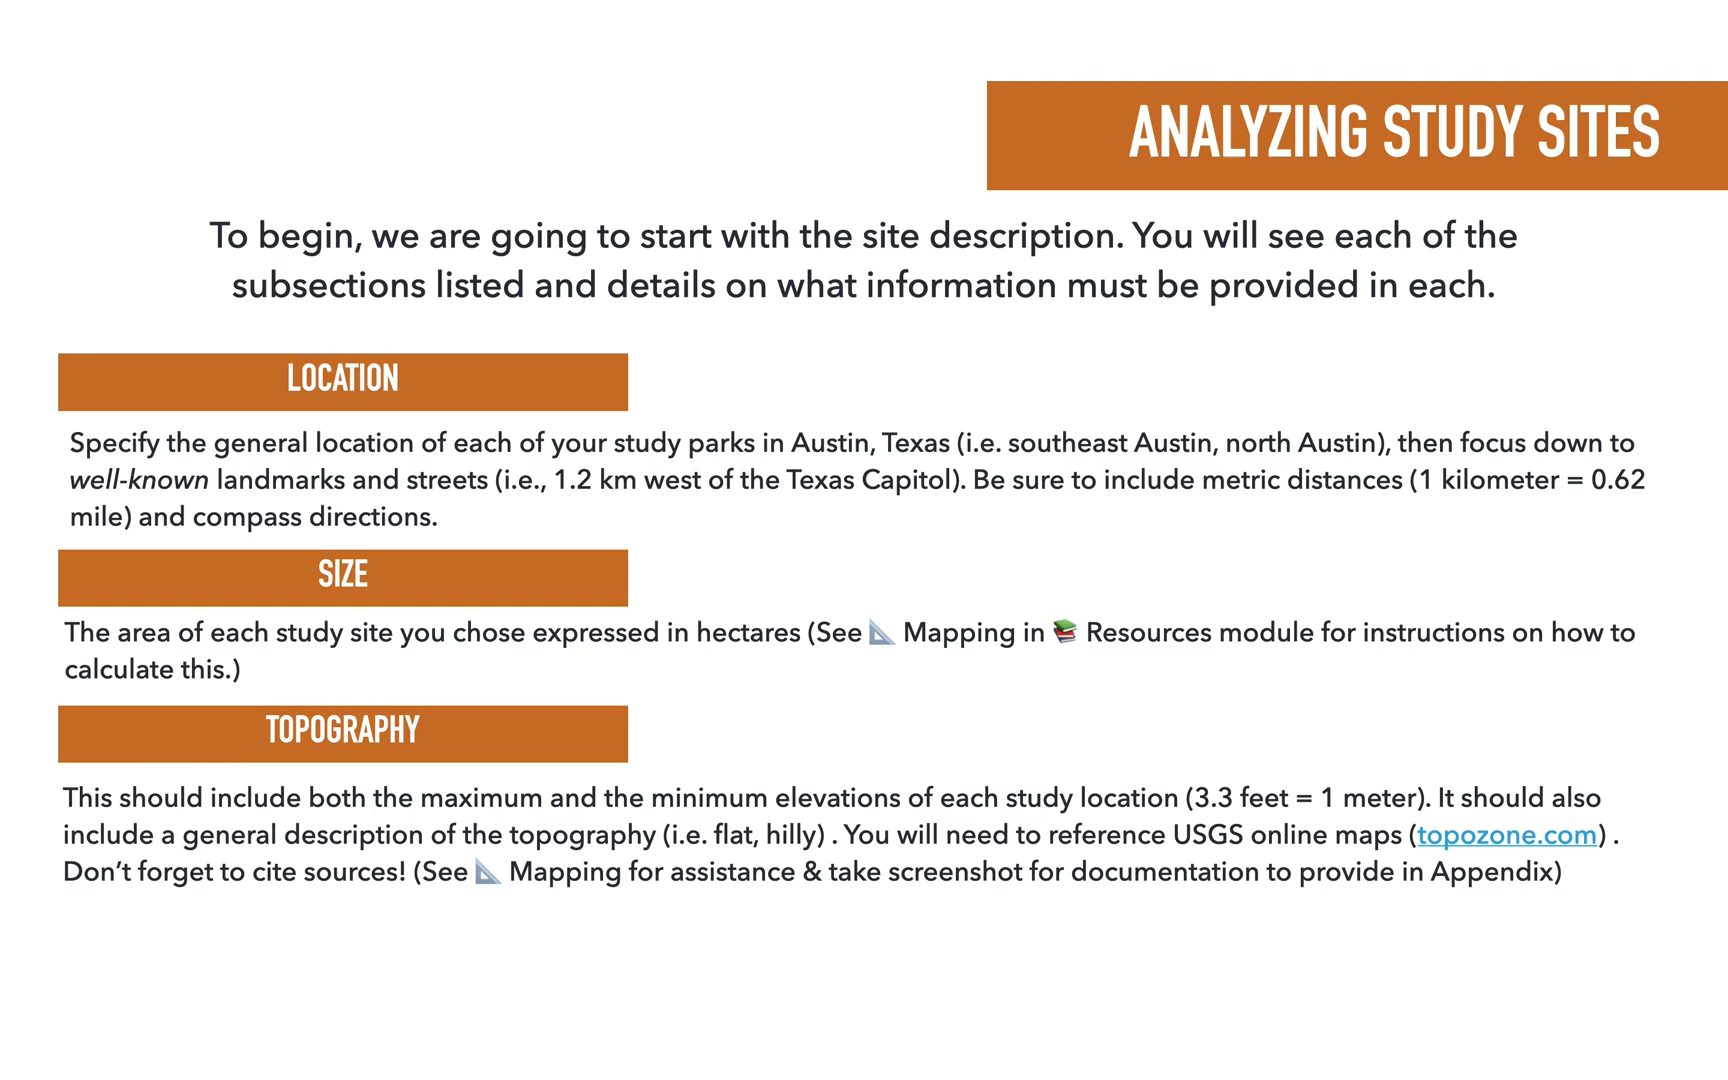 ANALYZING STUDY SITES
To begin, we are going to start with the site description. You will see each of the
subsections listed and details on what information must be provided in each.
LOCATION
Specify the general location of each of your study parks in Austin, Texas (i.e. southeast Austin, north Austin), then focus down to
well-known landmarks and streets (i.e., 1.2 km west of the Texas Capitol). Be sure to include metric distances (1 kilometer = 0.62
mile) and compass directions.
SIZE
The area of each study site you chose expressed in hectares (See 📐 Mapping in 📚 Resources module for instructions on how to
calculate this.)
TOPOGRAPHY
This should include both the maximum and the minimum elevations of each study location (3.3 feet = 1 meter). It should also
include a general description of the topography (i.e. flat, hilly) . You will need to reference USGS online maps (topozone.com) .
Don’t forget to cite sources! (See 📐 Mapping for assistance & take screenshot for documentation to provide in Appendix)